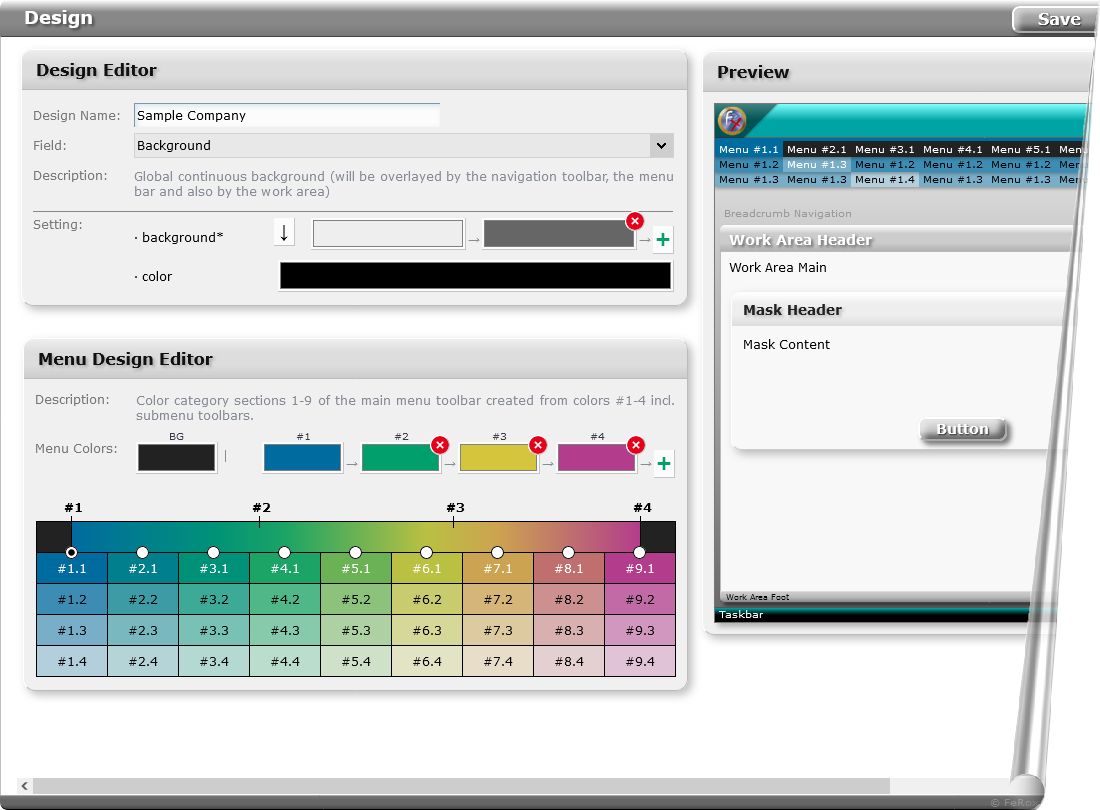 Design
Save
Design Editor
Design Name: Sample Company
Field: Background
Description: Global continuous background (will be overlayed by the navigation toolbar, the menu
bar and also by the work area)
Setting:
· background* ↓ → → +
· color
Menu Design Editor
Description: Color category sections 1-9 of the main menu toolbar created from colors #1-4 incl.
submenu toolbars.
BG #1 #2 #3 #4
Menu Colors: | → → → → +
#1 #2 #3 #4
#1.1 #2.1 #3.1 #4.1 #5.1 #6.1 #7.1 #8.1 #9.1
#1.2 #2.2 #3.2 #4.2 #5.2 #6.2 #7.2 #8.2 #9.2
#1.3 #2.3 #3.3 #4.3 #5.3 #6.3 #7.3 #8.3 #9.3
#1.4 #2.4 #3.4 #4.4 #5.4 #6.4 #7.4 #8.4 #9.4
Preview
Menu #1.1 Menu #2.1 Menu #3.1 Menu #4.1 Menu #5.1 Menu
Menu #1.2 Menu #1.3 Menu #1.2 Menu #1.2 Menu #1.2 Menu
Menu #1.3 Menu #1.3 Menu #1.4 Menu #1.3 Menu #1.3 Menu
Breadcrumb Navigation
Work Area Header
Work Area Main
Mask Header
Mask Content
Button
Work Area Foot
Taskbar